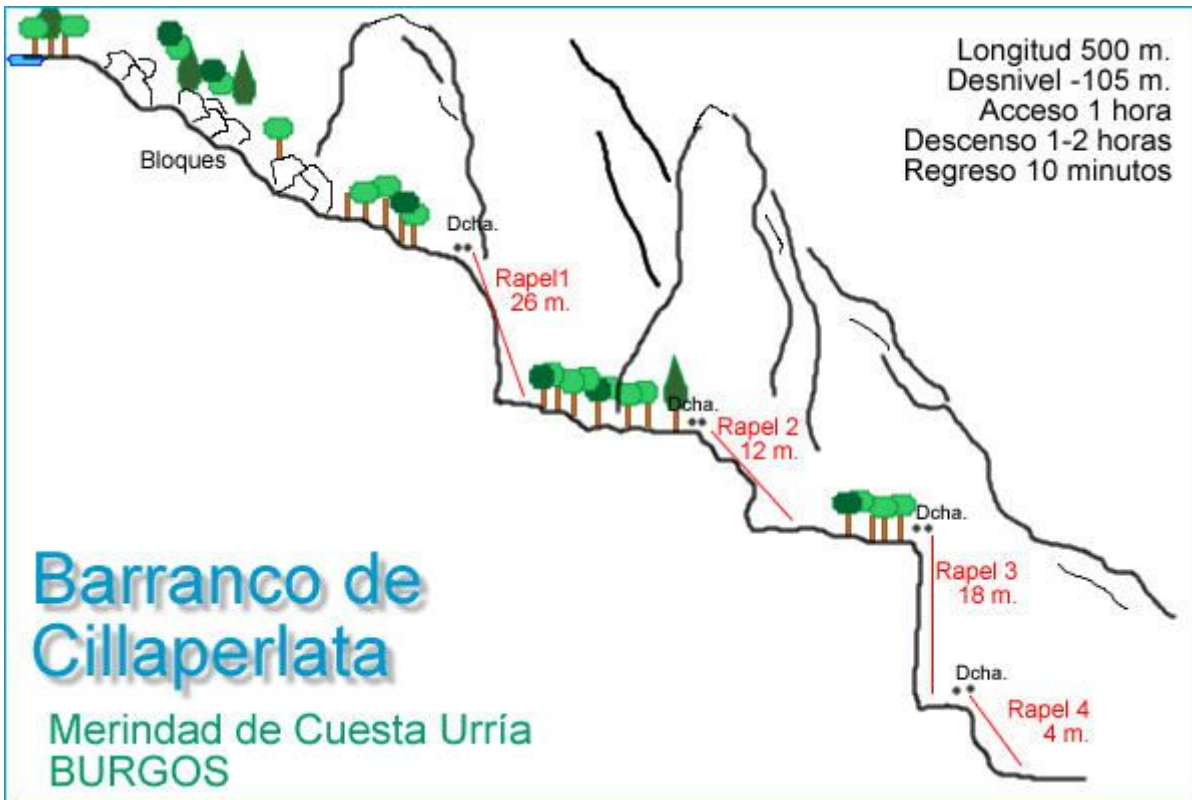 Longitud 500 m.
Desnivel -105 m.
Acceso 1 hora
Descenso 1-2 horas
Regreso 10 minutos
Bloques
Dcha.
Rapel1
26 m.
Dcha.
Rapel 2
12 m.
Dcha.
Rapel 3
18 m.
Dcha.
Rapel 4
4 m.
Barranco de
Cillaperlata
Merindad de Cuesta Urría
BURGOS